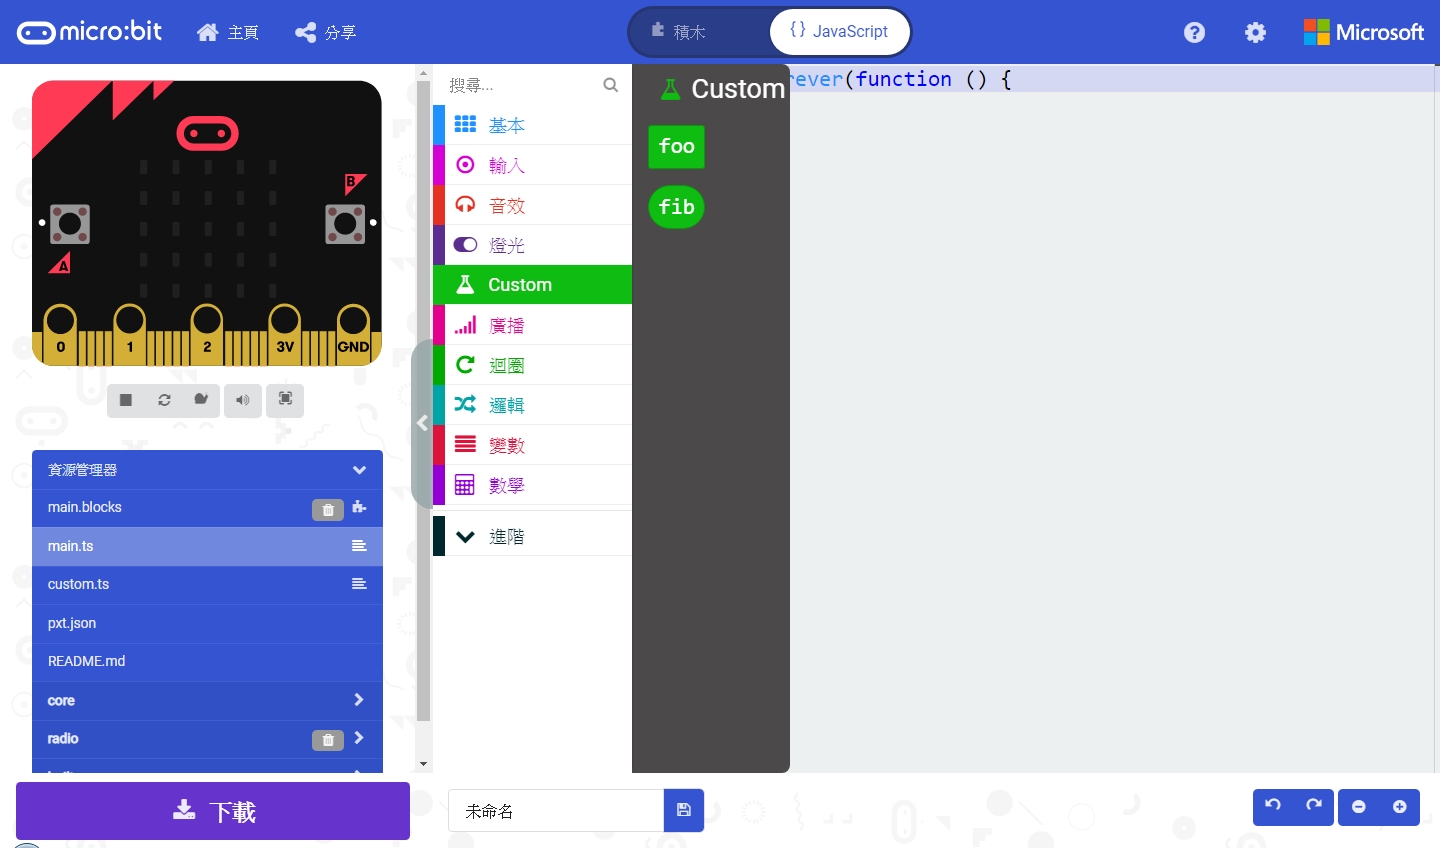 micro:bit
主頁
分享
積木
{} JavaScript
Microsoft
B
A
0
1
2
3V
GND
資源管理器
main.blocks
main.ts
custom.ts
pxt.json
README.md
core
radio
搜尋...
基本
輸入
音效
燈光
Custom
廣播
迴圈
邏輯
變數
數學
進階
Custom
foo
fib
rever(function () {
下載
未命名